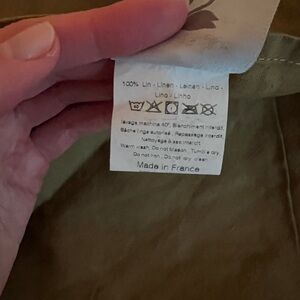 100% Lin - Linen - Leinen - Lino -
Lino - Linho
lavage machine 40°, Blanchiment interdit
Sèche linge autorisé, Repassage interdit
Nettoyage à sec interdit
Warm wash, Do not bleach, Tumble dry,
Do not iron, Do not dry clean
Made in France